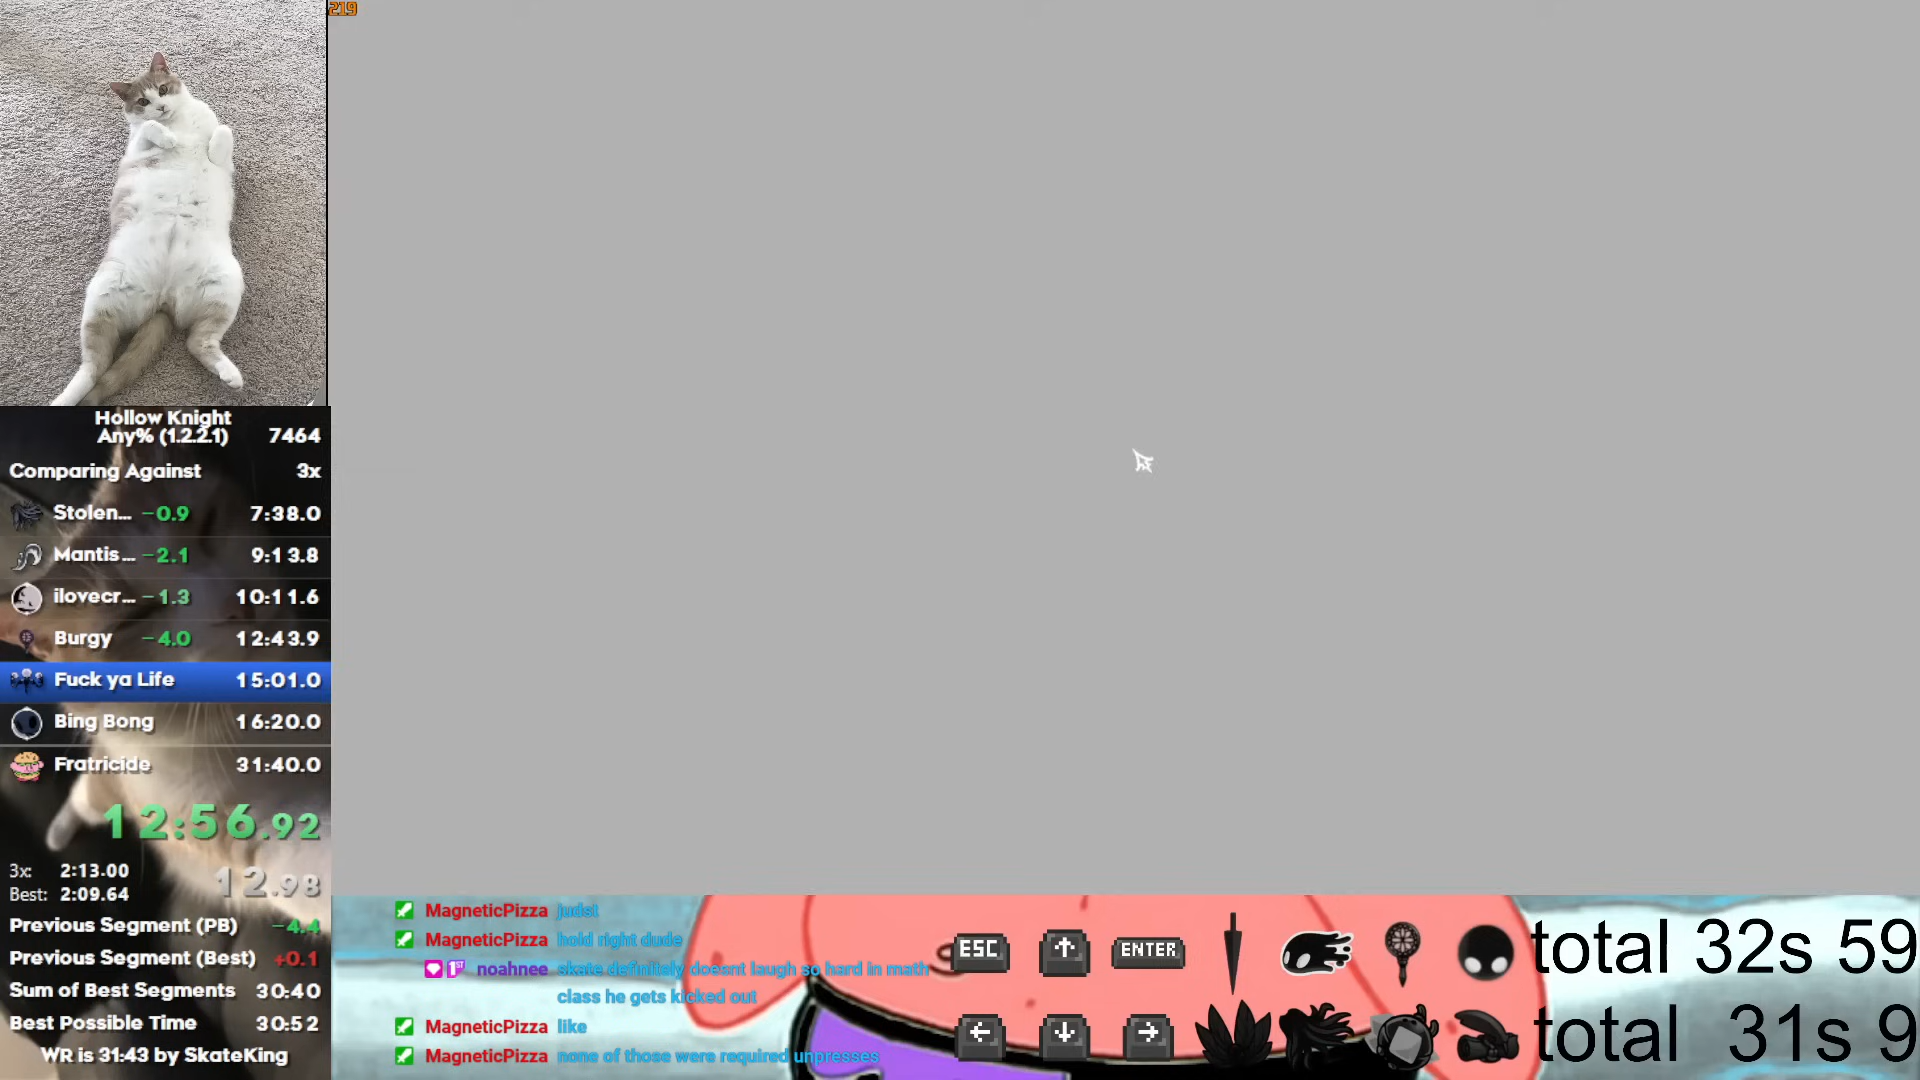 219
Hollow Knight
Any% (1.2.2.1) 7464
Comparing Against 3x
Stolen... -0.9 7:38.0
Mantis ... -2.1 9:13.8
ilovecr... -1.3 10:11.6
Burgy -4.0 12:43.9
Fuck ya Life 15:01.0
Bing Bong 16:20.0
Fratricide 31:40.0
12:56.92
3x: 2:13.00
12.98
Best: 2:09.64
Previous Segment (PB) -4.4
Previous Segment (Best) +0.1
Sum of Best Segments 30:40
Best Possible Time 30:52
WR is 31:43 by SkateKing
MagneticPizza judst
MagneticPizza hold right dude
1ST noahnee skate definitely doesnt laugh so hard in math
class he gets kicked out
MagneticPizza like
MagneticPizza none of those were required unpresses
ESC ↑ ENTER
← ↓ →
total 32s 59
total 31s 9